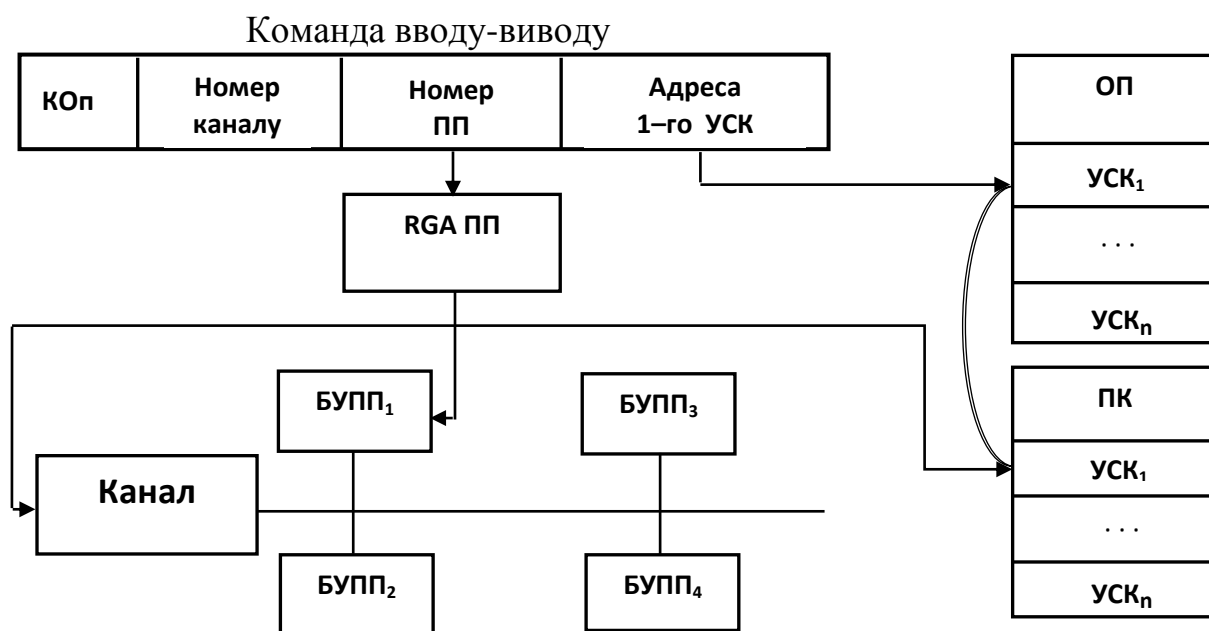 Команда вводу-виводу
КОп
Номер
каналу
Номер
ПП
Адреса
1–го УСК
ОП
УСК₁
. . .
УСКₙ
RGA ПП
БУПП₁
БУПП₃
ПК
УСК₁
. . .
УСКₙ
Канал
БУПП₂
БУПП₄